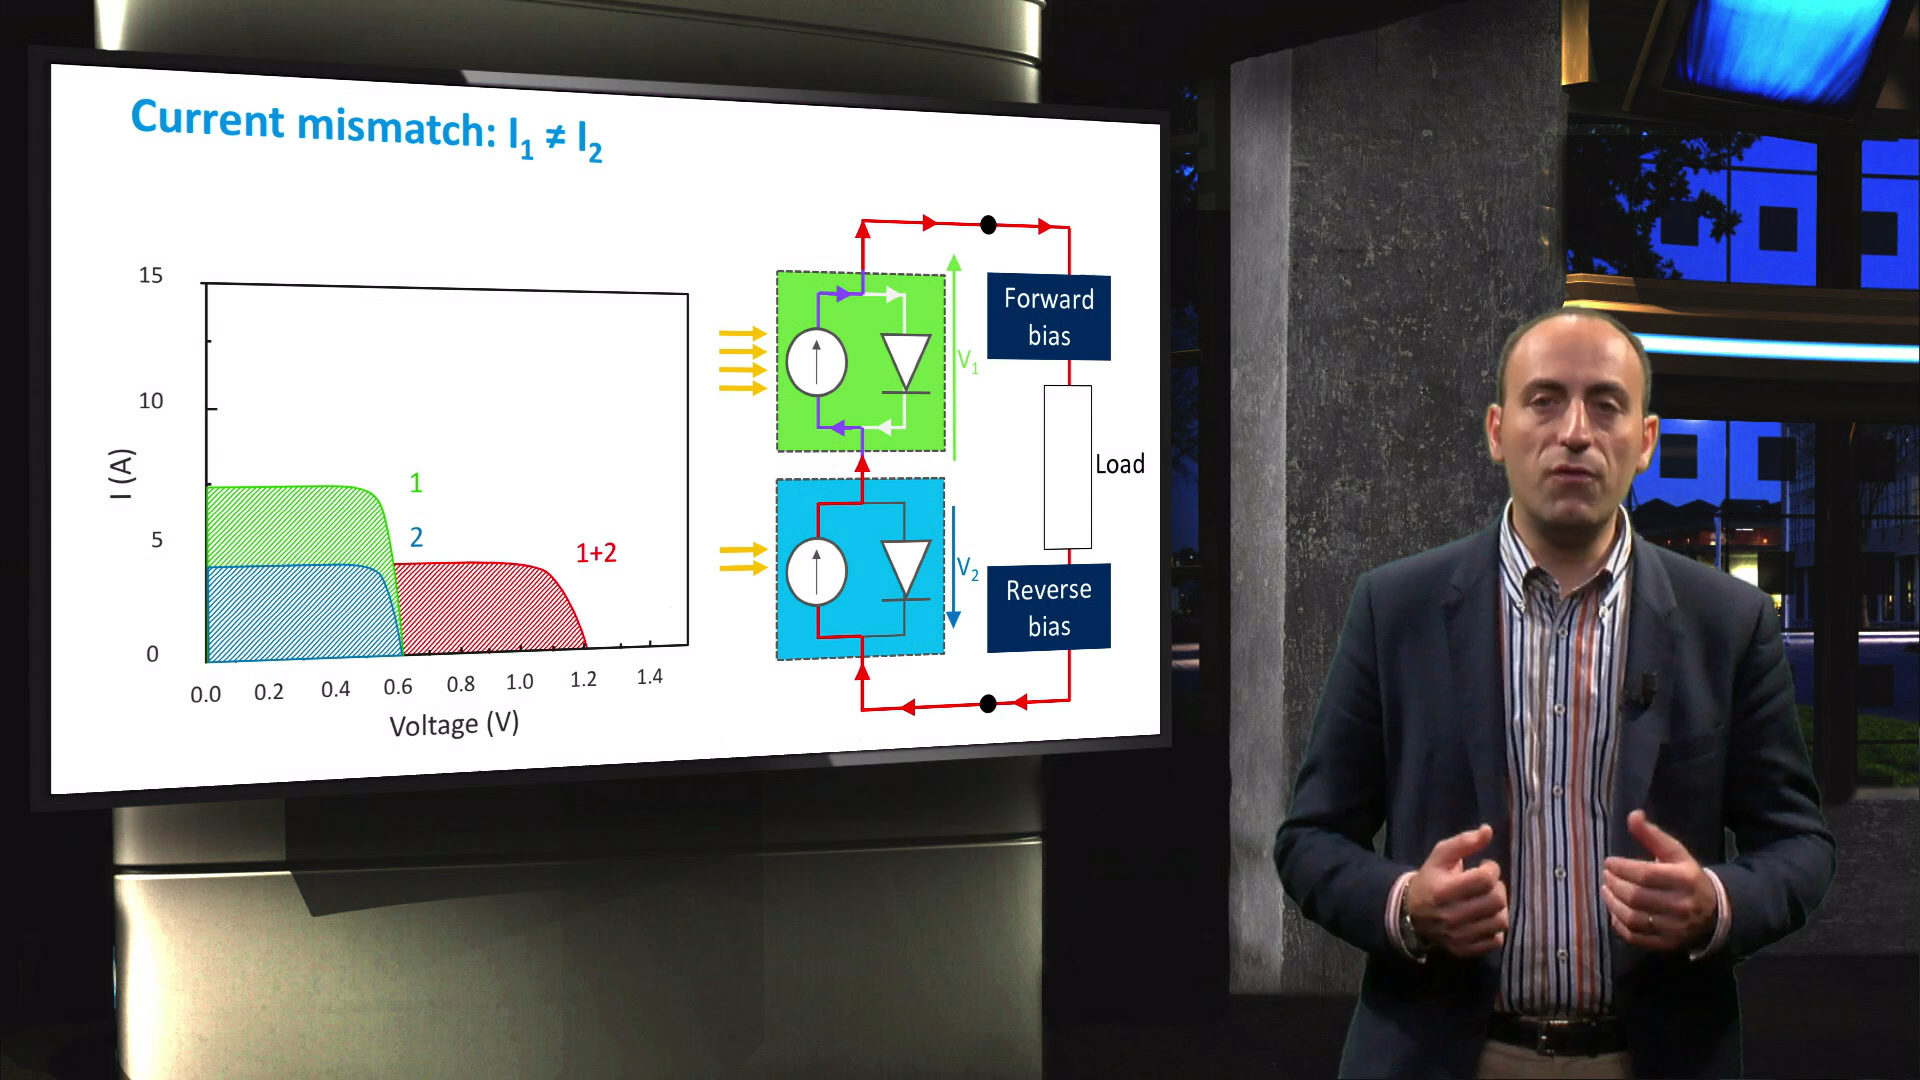 Current mismatch: I₁ ≠ I₂
15
10
5
0
I (A)
1
2
1+2
0.0 0.2 0.4 0.6 0.8 1.0 1.2 1.4
Voltage (V)
V₁
V₂
Forward
bias
Load
Reverse
bias